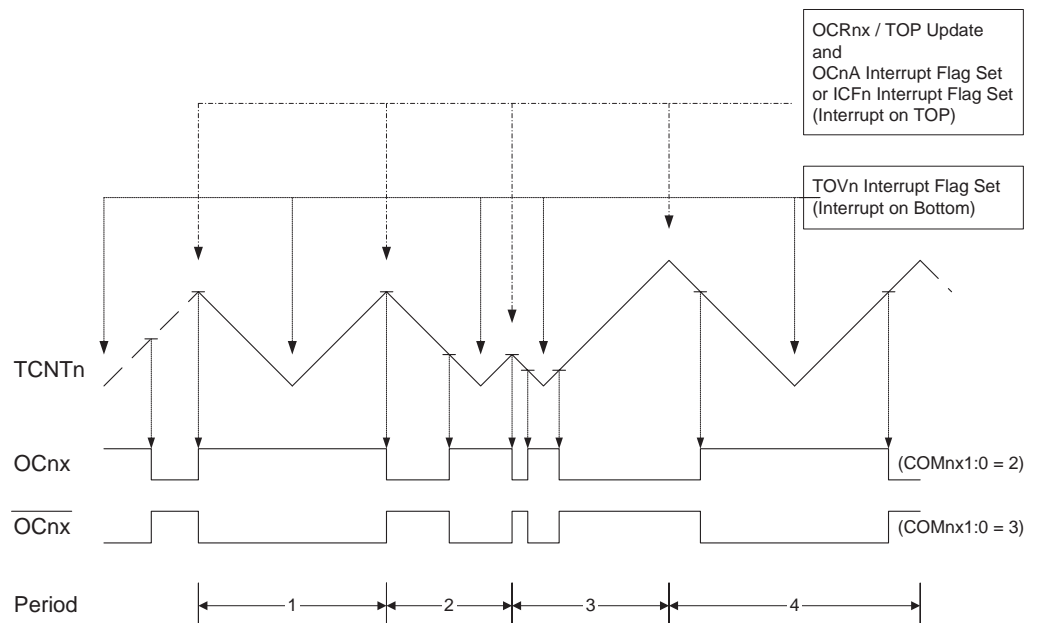 OCRnx / TOP Update
and
OCnA Interrupt Flag Set
or ICFn Interrupt Flag Set
(Interrupt on TOP)
TOVn Interrupt Flag Set
(Interrupt on Bottom)
TCNTn
OCnx
(COMnx1:0 = 2)
OCnx
(COMnx1:0 = 3)
Period
1
2
3
4